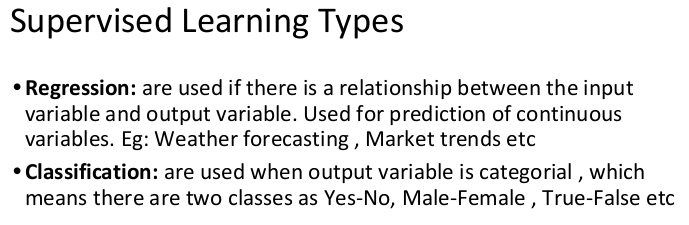 Supervised Learning Types
• Regression: are used if there is a relationship between the input
variable and output variable. Used for prediction of continuous
variables. Eg: Weather forecasting , Market trends etc
• Classification: are used when output variable is categorial , which
means there are two classes as Yes-No, Male-Female , True-False etc